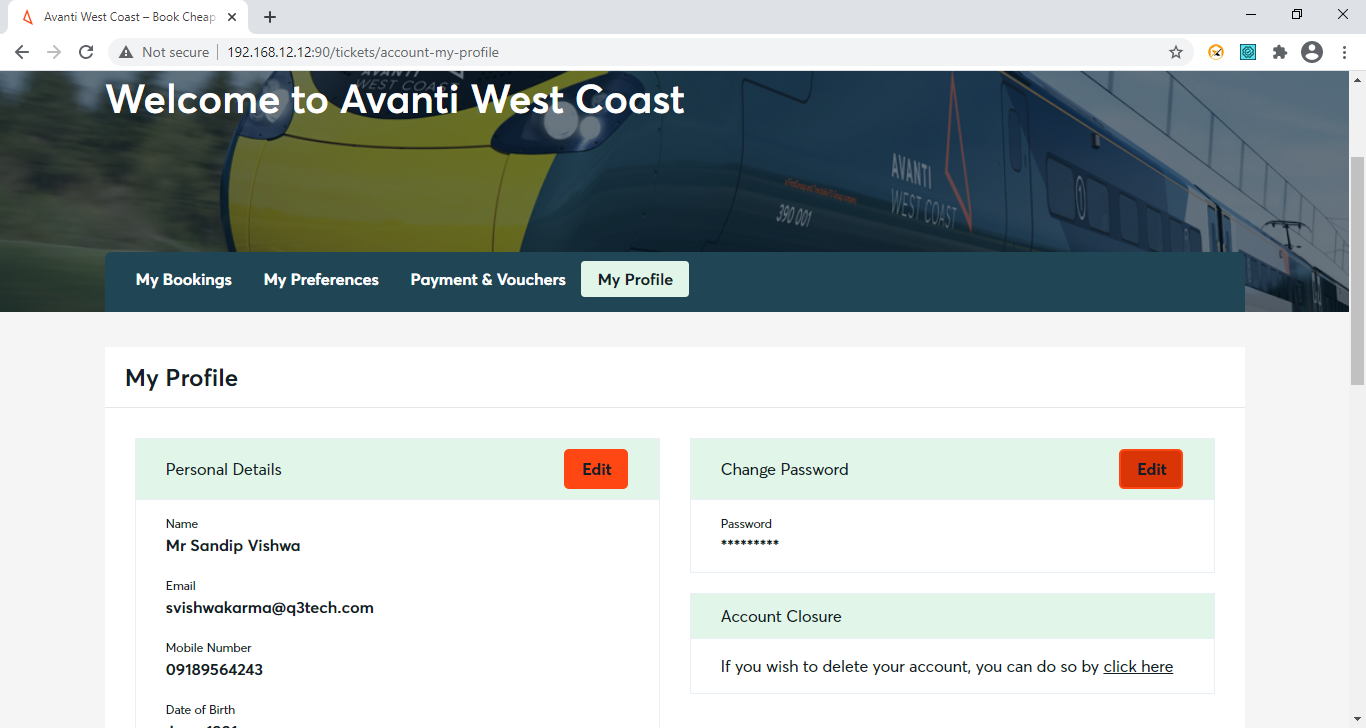 Avanti West Coast – Book Cheap
Not secure
192.168.12.12:90/tickets/account-my-profile
AVANTI
WEST COAST
Welcome to Avanti West Coast
AVANTI
WEST COAST
390 001
My Bookings
My Preferences
Payment & Vouchers
My Profile
My Profile
Personal Details
Edit
Name
Mr Sandip Vishwa
Email
svishwakarma@q3tech.com
Mobile Number
09189564243
Date of Birth
Change Password
Edit
Password
*********
Account Closure
If you wish to delete your account, you can do so by click here